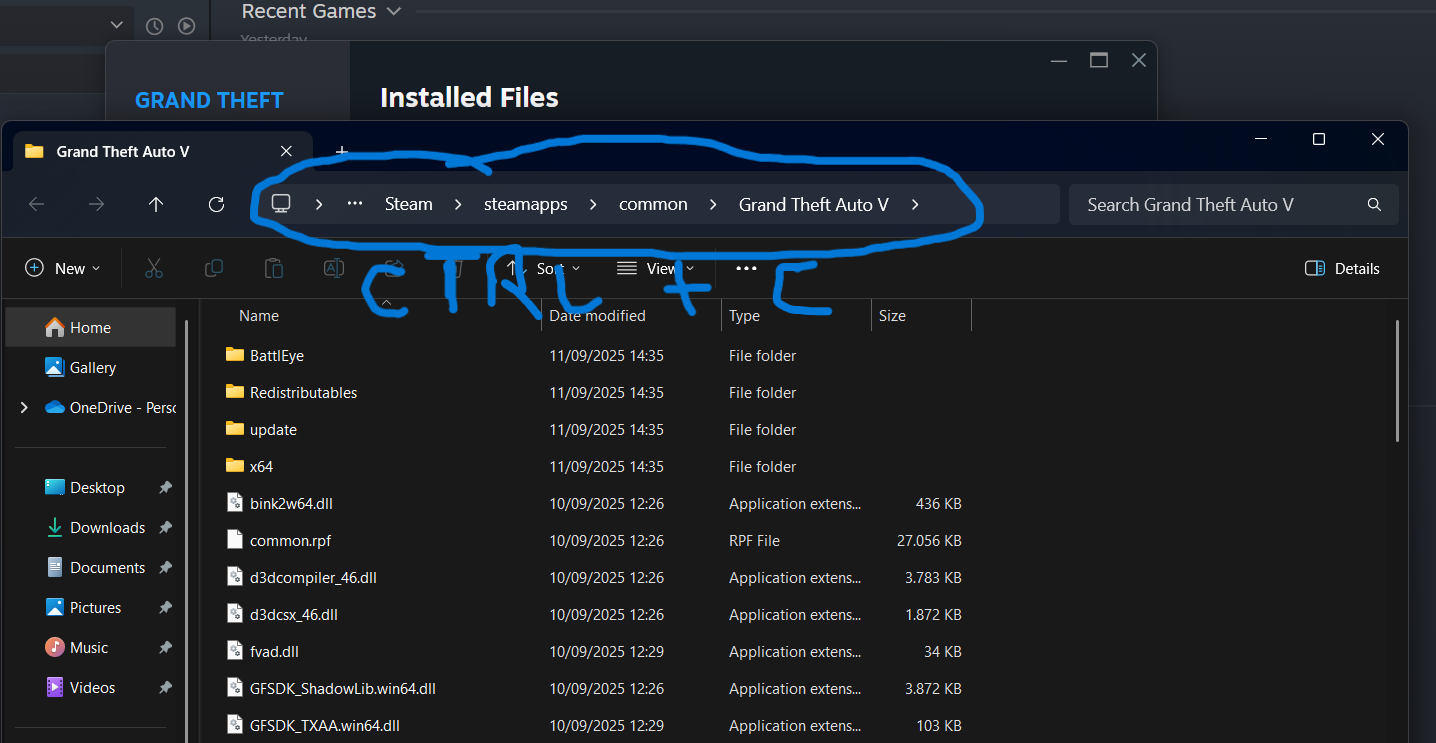 Recent Games
Yesterday
GRAND THEFT
Installed Files
Grand Theft Auto V
... Steam > steamapps > common > Grand Theft Auto V >
Search Grand Theft Auto V
CTRL + C
New
Sort
View
...
Details
Name Date modified Type Size
Home
Gallery
OneDrive - Perso
Desktop
Downloads
Documents
Pictures
Music
Videos
BattlEye 11/09/2025 14:35 File folder
Redistributables 11/09/2025 14:35 File folder
update 11/09/2025 14:35 File folder
x64 11/09/2025 14:35 File folder
bink2w64.dll 10/09/2025 12:26 Application extens... 436 KB
common.rpf 10/09/2025 12:26 RPF File 27.056 KB
d3dcompiler_46.dll 10/09/2025 12:26 Application extens... 3.783 KB
d3dcsx_46.dll 10/09/2025 12:26 Application extens... 1.872 KB
fvad.dll 10/09/2025 12:29 Application extens... 34 KB
GFSDK_ShadowLib.win64.dll 10/09/2025 12:26 Application extens... 3.872 KB
GFSDK_TXAA.win64.dll 10/09/2025 12:29 Application extens... 103 KB